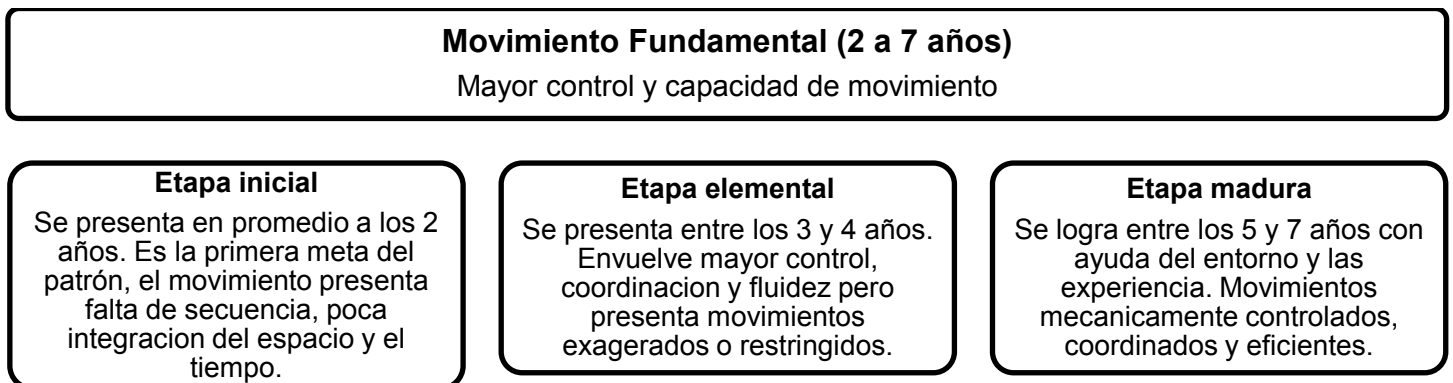 Movimiento Fundamental (2 a 7 años)
Mayor control y capacidad de movimiento
Etapa inicial
Se presenta en promedio a los 2
años. Es la primera meta del
patrón, el movimiento presenta
falta de secuencia, poca
integracion del espacio y el
tiempo.
Etapa elemental
Se presenta entre los 3 y 4 años.
Envuelve mayor control,
coordinacion y fluidez pero
presenta movimientos
exagerados o restringidos.
Etapa madura
Se logra entre los 5 y 7 años con
ayuda del entorno y las
experiencia. Movimientos
mecanicamente controlados,
coordinados y eficientes.